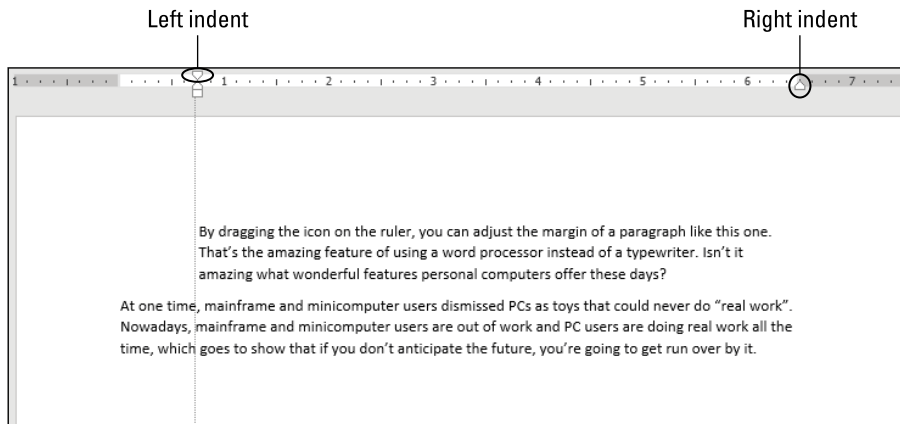 Left indent Right indent
1 1 2 3 4 5 6 7
By dragging the icon on the ruler, you can adjust the margin of a paragraph like this one.
That's the amazing feature of using a word processor instead of a typewriter. Isn't it
amazing what wonderful features personal computers offer these days?
At one time, mainframe and minicomputer users dismissed PCs as toys that could never do “real work”.
Nowadays, mainframe and minicomputer users are out of work and PC users are doing real work all the
time, which goes to show that if you don't anticipate the future, you're going to get run over by it.